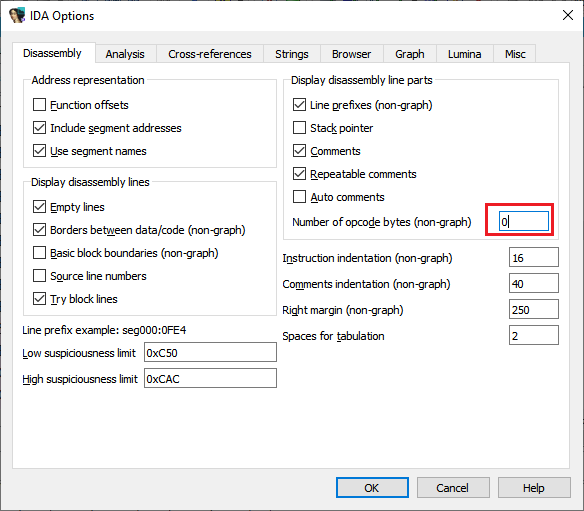 IDA Options
Disassembly Analysis Cross-references Strings Browser Graph Lumina Misc
Address representation
Function offsets
Include segment addresses
Use segment names
Display disassembly lines
Empty lines
Borders between data/code (non-graph)
Basic block boundaries (non-graph)
Source line numbers
Try block lines
Line prefix example: seg000:0FE4
Low suspiciousness limit 0xC50
High suspiciousness limit 0xCAC
Display disassembly line parts
Line prefixes (non-graph)
Stack pointer
Comments
Repeatable comments
Auto comments
Number of opcode bytes (non-graph) 0
Instruction indentation (non-graph) 16
Comments indentation (non-graph) 40
Right margin (non-graph) 250
Spaces for tabulation 2
OK Cancel Help